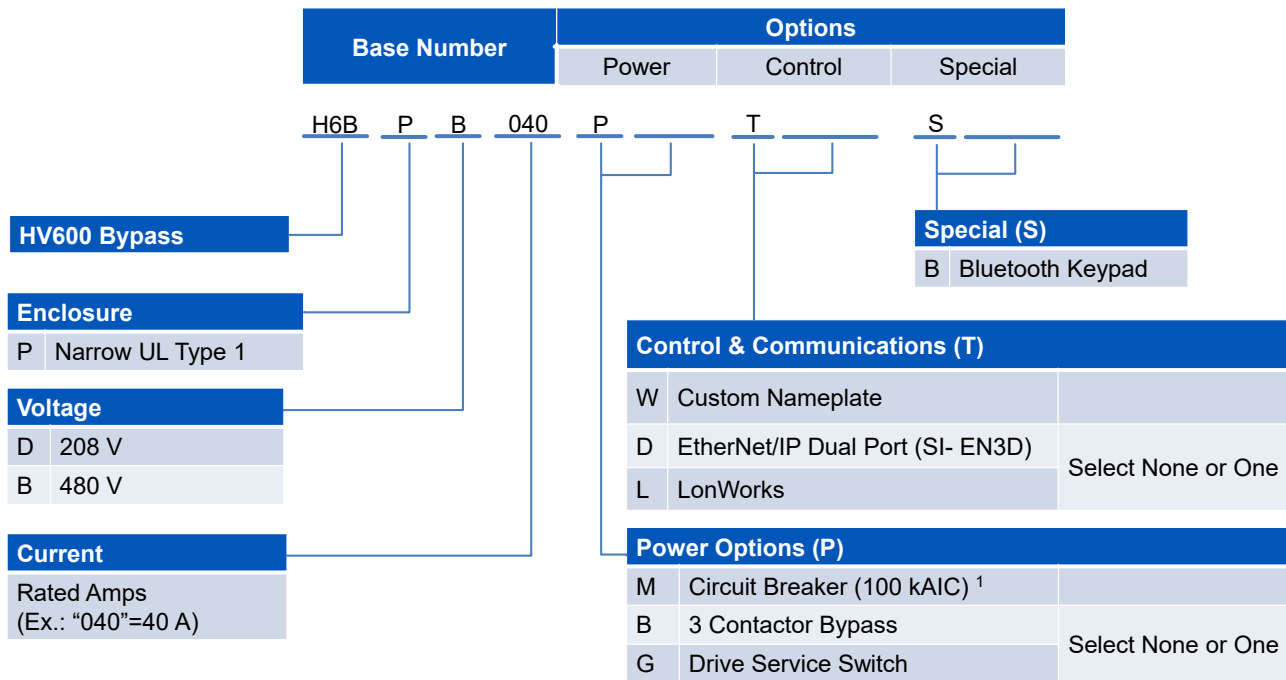 Base Number
Options
Power Control Special
H6B P B 040 P T S
HV600 Bypass
Special (S)
B Bluetooth Keypad
Enclosure
P Narrow UL Type 1
Control & Communications (T)
W Custom Nameplate
D EtherNet/IP Dual Port (SI- EN3D)
L LonWorks
Select None or One
Voltage
D 208 V
B 480 V
Current
Rated Amps
(Ex.: “040”=40 A)
Power Options (P)
M Circuit Breaker (100 kAIC) 1
B 3 Contactor Bypass
G Drive Service Switch
Select None or One